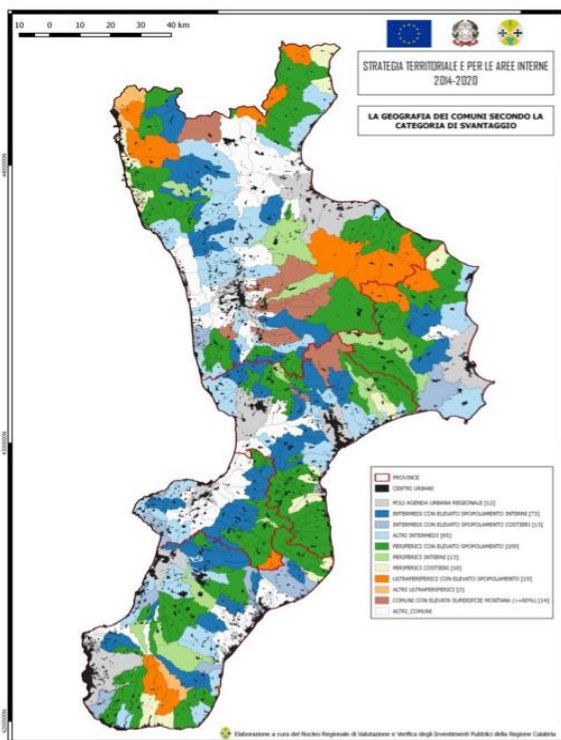 10 0 10 20 30 40 km
STRATEGIA TERRITORIALE E PER LE AREE INTERNE
2014-2020
LA GEOGRAFIA DEI COMUNI SECONDO LA
CATEGORIA DI SVANTAGGIO
PROVINCE
CENTRI URBANI
POLI AGENDA URBANA REGIONALE [12]
INTERMEDI CON ELEVATO SPOPOLAMENTO INTERNI [73]
INTERMEDI CON ELEVATO SPOPOLAMENTO COSTIERI [13]
ALTRI INTERMEDI [85]
PERIFERICI CON ELEVATO SPOPOLAMENTO [109]
PERIFERICI INTERNI [13]
PERIFERICI COSTIERI [18]
ULTRAPERIFERICI CON ELEVATO SPOPOLAMENTO [19]
ALTRI ULTRAPERIFERICI [3]
COMUNI CON ELEVATA SUPERFICIE MONTANA (>=80%) [14]
ALTRI_COMUNI
Elaborazione a cura del Nucleo Regionale di Valutazione e Verifica degli Investimenti Pubblici della Regione Calabria